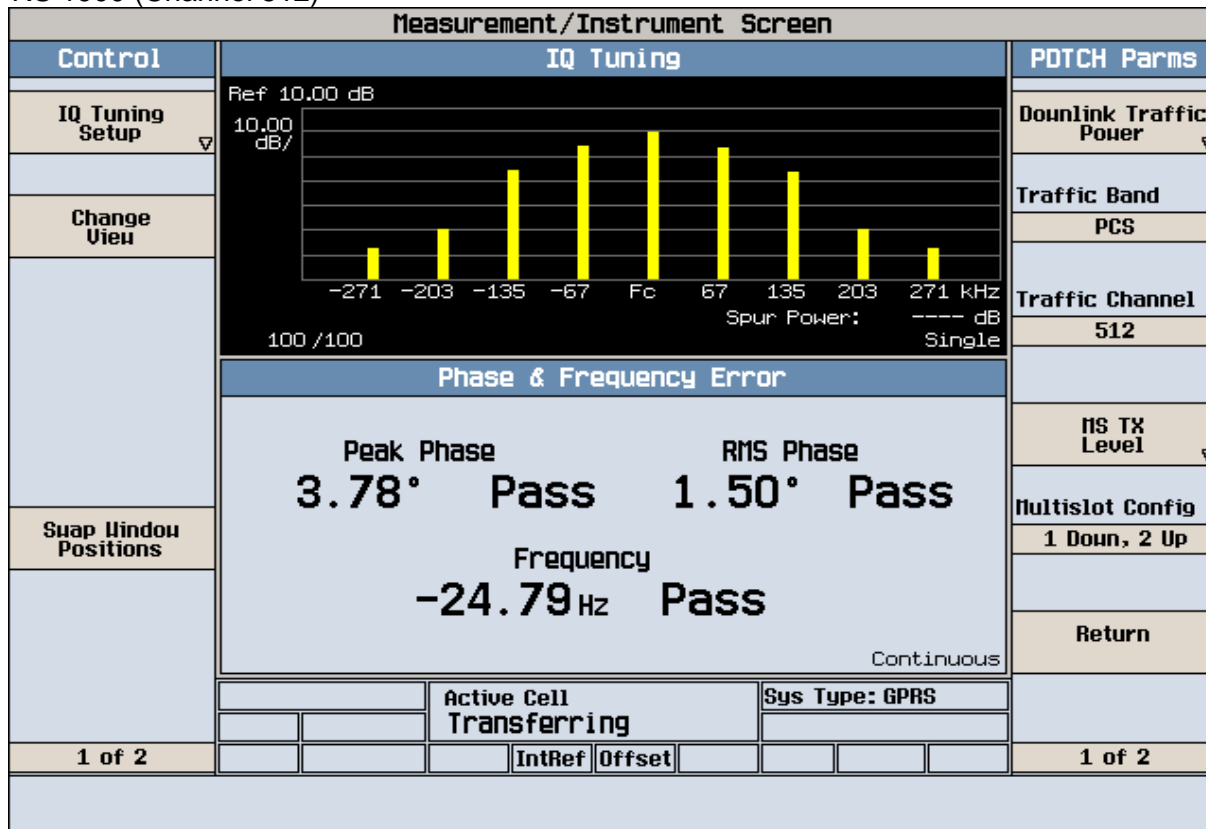 Measurement/Instrument Screen
Control
IQ Tuning
Setup
Change
View
Swap Window
Positions
1 of 2
IQ Tuning
Ref 10.00 dB
10.00
dB/
-271 -203 -135 -67 Fc 67 135 203 271 kHz
Spur Power: ---- dB
100 /100 Single
Phase & Frequency Error
Peak Phase RMS Phase
3.78° Pass 1.50° Pass
Frequency
-24.79 Hz Pass
Continuous
Active Cell
Transferring
Sys Type: GPRS
IntRef Offset
PDTCH Parms
Downlink Traffic
Power
Traffic Band
PCS
Traffic Channel
512
MS TX
Level
Multislot Config
1 Down, 2 Up
Return
1 of 2